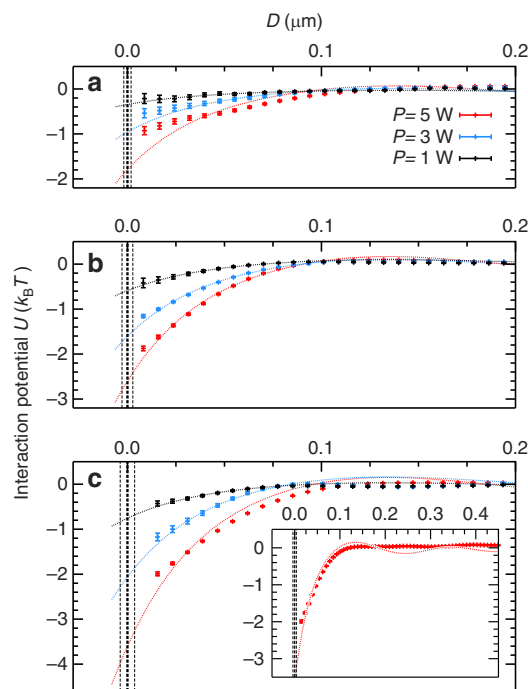 D (μm)
0.0 0.1 0.2
a
0
–1
–2
P= 5 W
P= 3 W
P= 1 W
0.0 0.1 0.2
b
0
–1
–2
–3
Interaction potential U (kBT)
0.0 0.1 0.2
c
0
–1
–2
–3
–4
0.0 0.1 0.2 0.3 0.4
0
–1
–2
–3